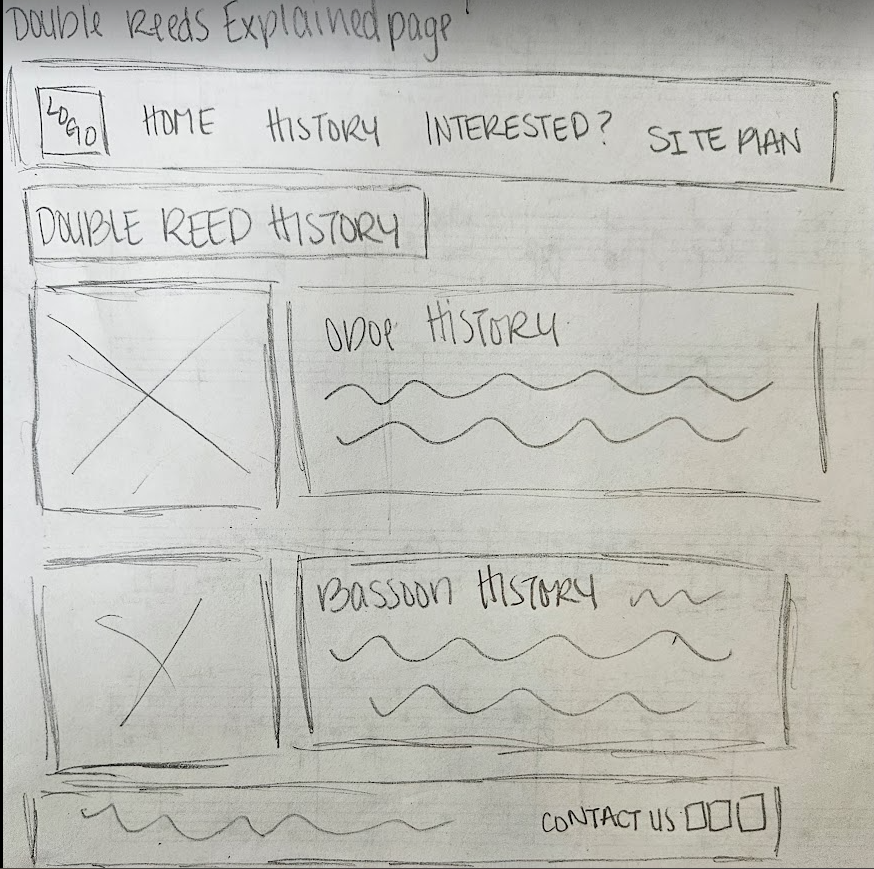 Double Reeds Explained page
LOGO HOME HISTORY INTERESTED? SITE PLAN
DOUBLE REED HISTORY
OBOE HISTORY
Bassoon HISTORY
CONTACT US